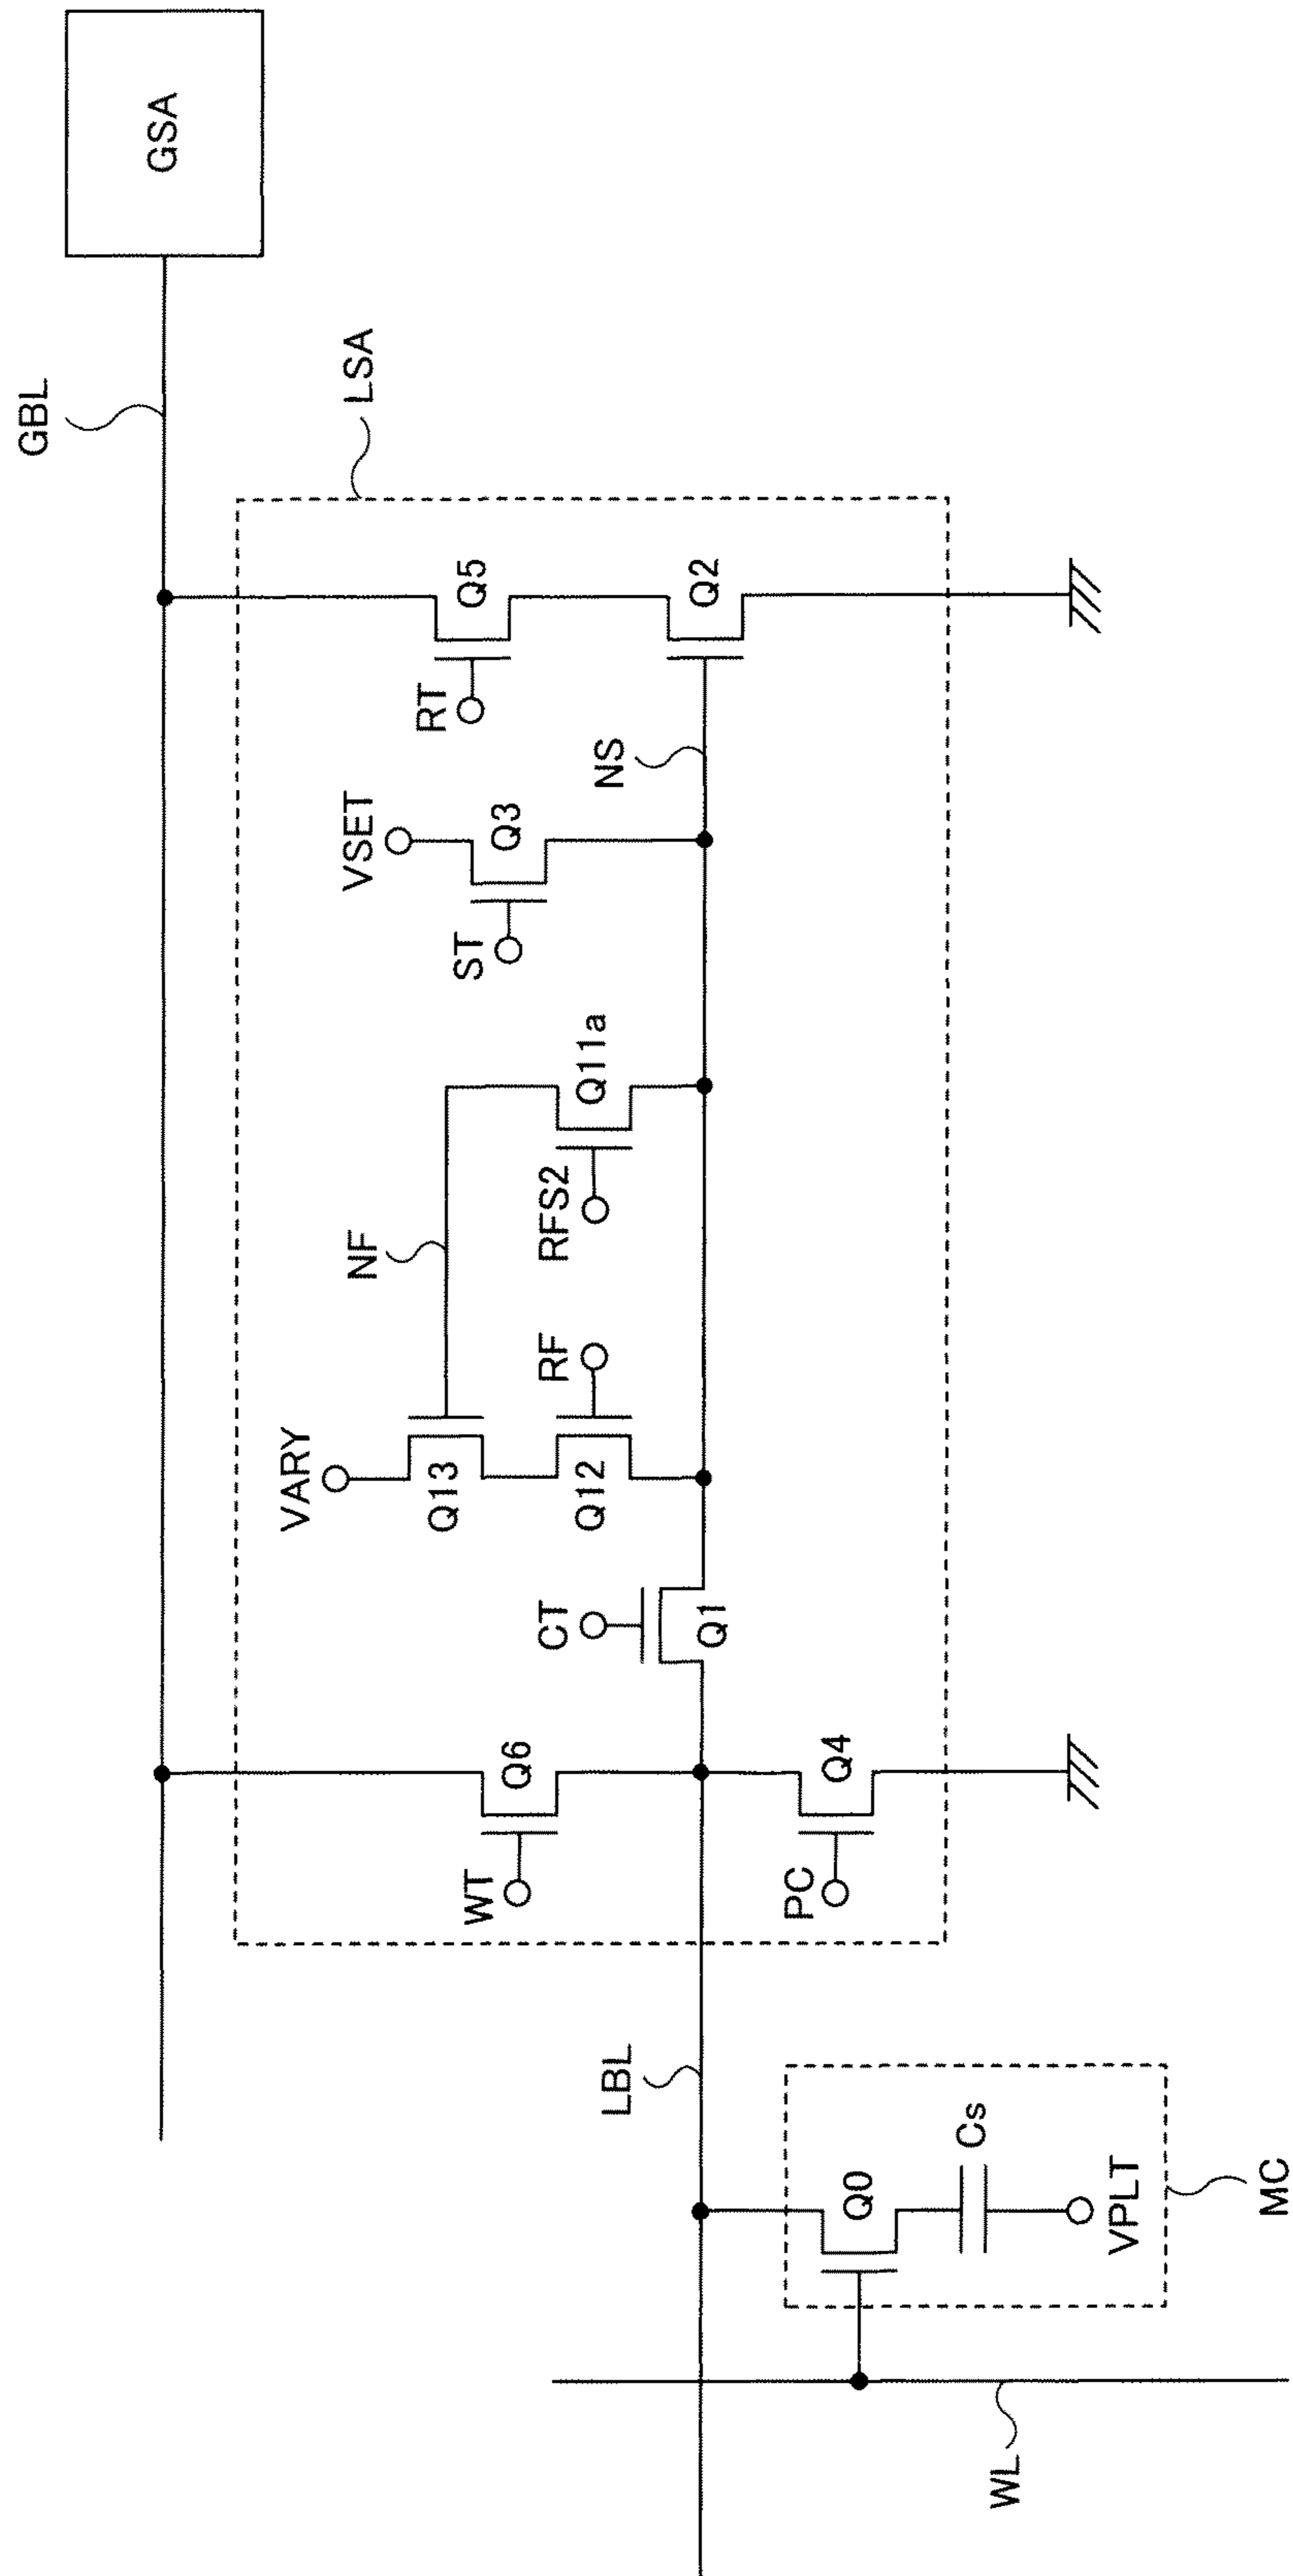 GSA
GBL
LSA
Q5
RT
Q2
NS
VSET
Q3
ST
Q11a
RFS2
NF
RF
VARY
Q13
Q12
CT
Q1
Q6
WT
Q4
PC
LBL
Cs
Q0
VPLT
MC
WL